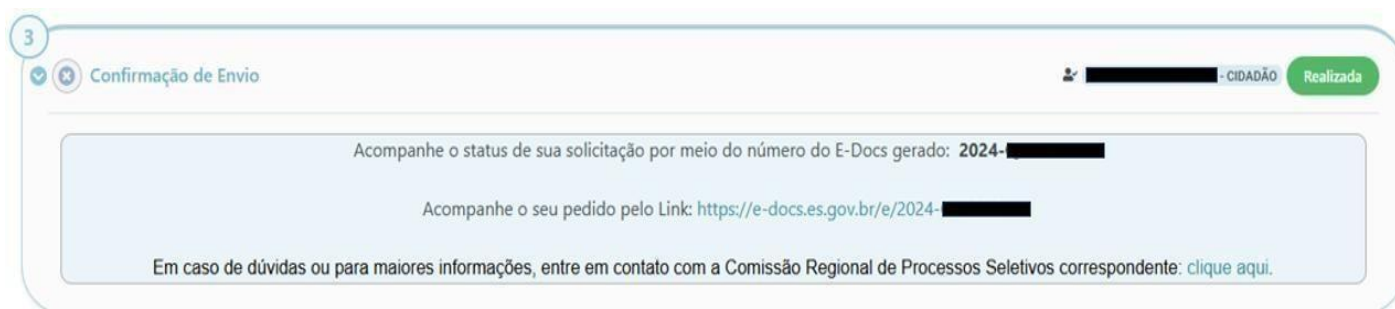 3
Confirmação de Envio
- CIDADÃO
Realizada
Acompanhe o status de sua solicitação por meio do número do E-Docs gerado: 2024-
Acompanhe o seu pedido pelo Link: https://e-docs.es.gov.br/e/2024-
Em caso de dúvidas ou para maiores informações, entre em contato com a Comissão Regional de Processos Seletivos correspondente: clique aqui.